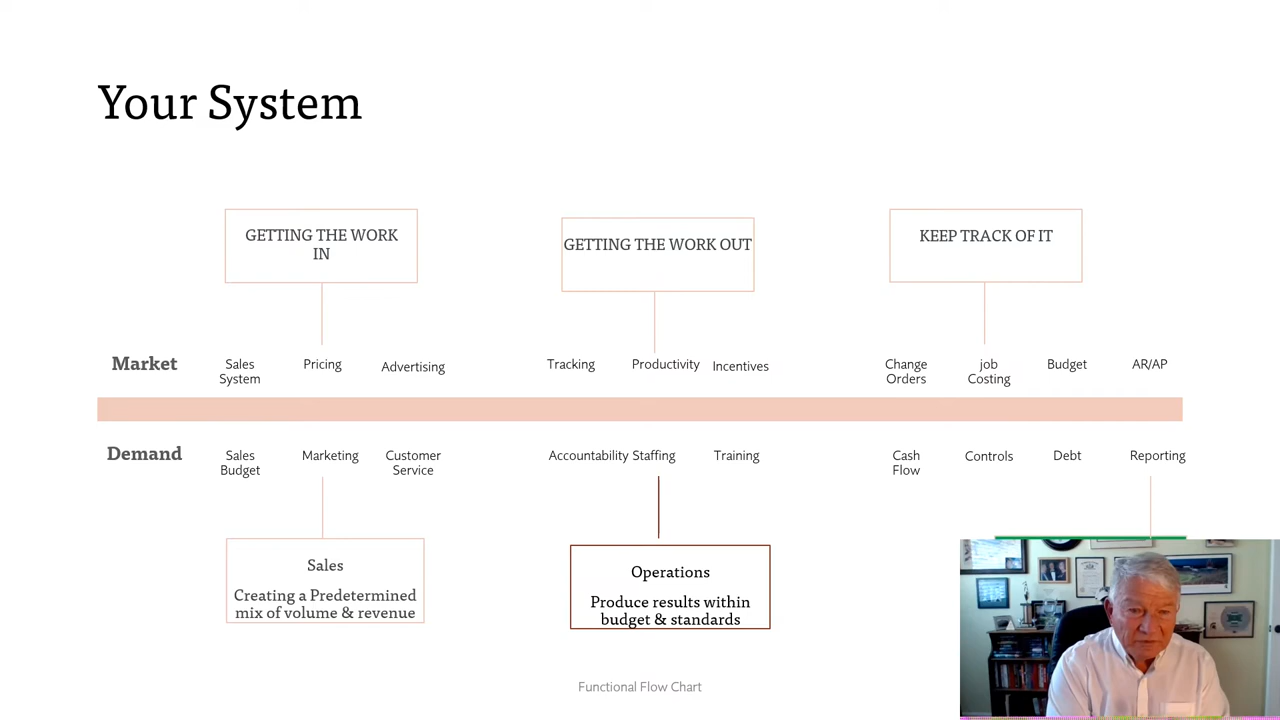 Your System
GETTING THE WORK
IN
GETTING THE WORK OUT
KEEP TRACK OF IT
Market
Sales
System
Pricing
Advertising
Tracking
Productivity
Incentives
Change
Orders
job
Costing
Budget
AR/AP
Demand
Sales
Budget
Marketing
Customer
Service
Accountability Staffing
Training
Cash
Flow
Controls
Debt
Reporting
Sales
Creating a Predetermined
mix of volume & revenue
Operations
Produce results within
budget & standards
Functional Flow Chart